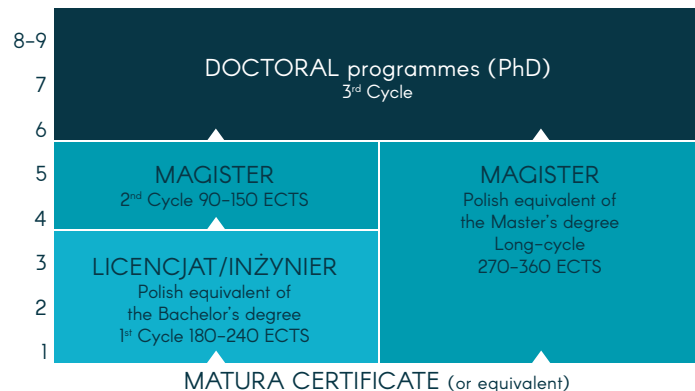 8-9
7
6
5
4
3
2
1
DOCTORAL programmes (PhD)
3rd Cycle
MAGISTER
2nd Cycle 90-150 ECTS
LICENCJAT/INŻYNIER
Polish equivalent of
the Bachelor's degree
1st Cycle 180-240 ECTS
MAGISTER
Polish equivalent of
the Master's degree
Long-cycle
270-360 ECTS
MATURA CERTIFICATE (or equivalent)